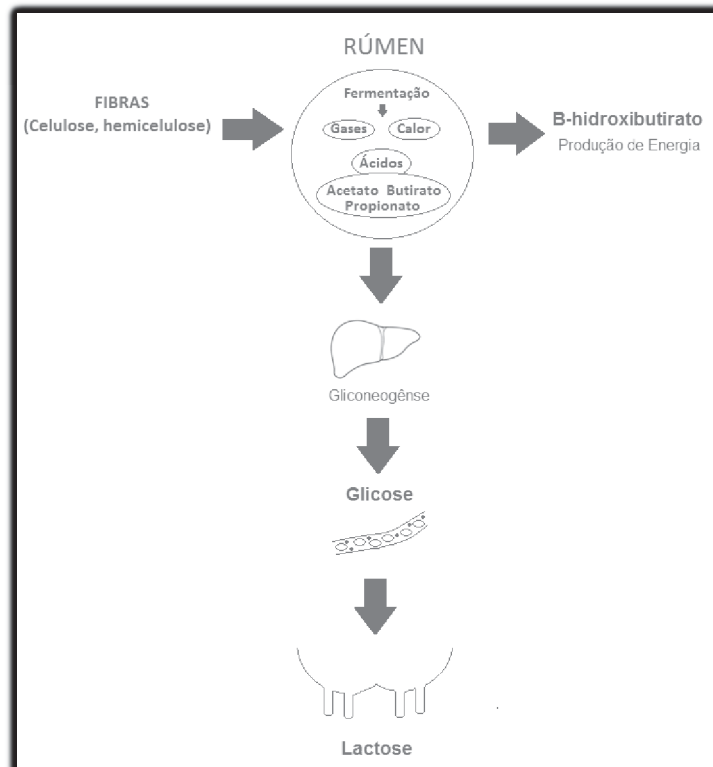 RÚMEN
FIBRAS
(Celulose, hemicelulose)
Fermentação
Gases
Calor
Ácidos
Acetato Butirato
Propionato
B-hidroxibutirato
Produção de Energia
Gliconeogênse
Glicose
Lactose